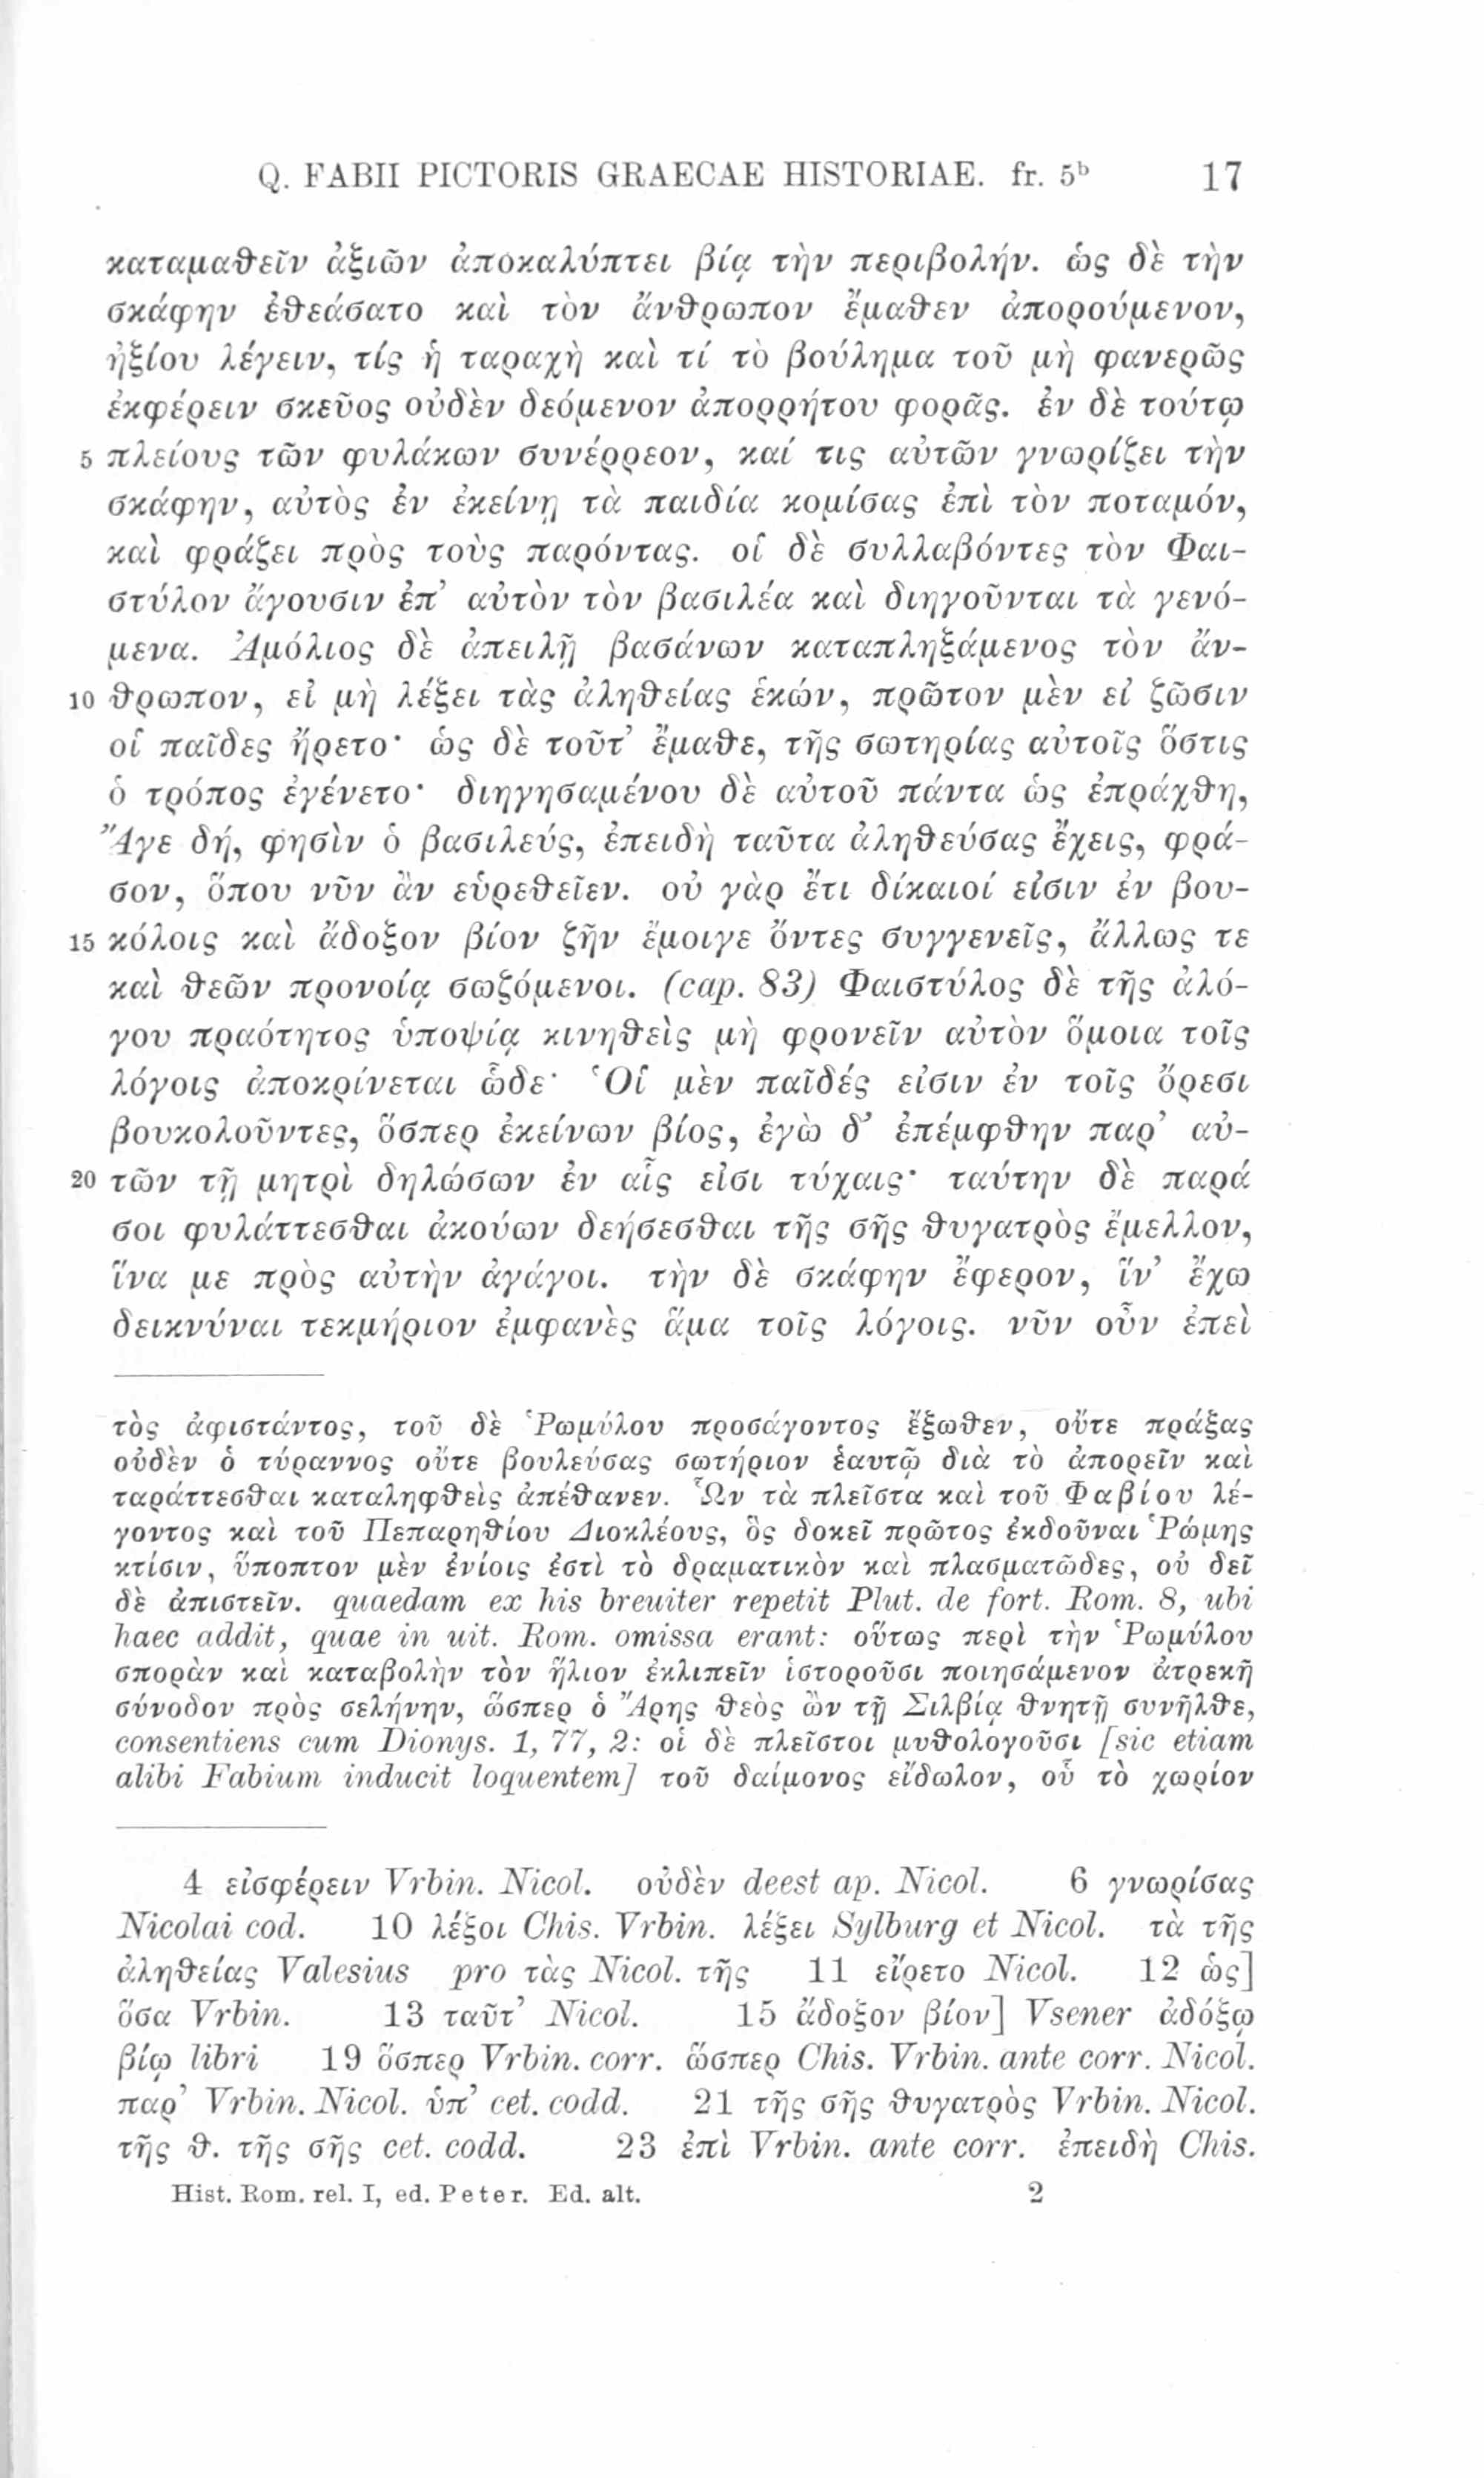 Q. FABII PICTORIS GRAECAE HISTORIAE. fr. 5ᵇ 17
καταμαθεῖν ἀξιῶν ἀποκαλύπτει βίᾳ τὴν περιβολήν. ὡς δὲ τὴν
σκάφην ἐθεάσατο καὶ τὸν ἄνθρωπον ἔμαθεν ἀπορούμενον,
ἠξίου λέγειν, τίς ἡ ταραχὴ καὶ τί τὸ βούλημα τοῦ μὴ φανερῶς
ἐκφέρειν σκεῦος οὐδὲν δεόμενον ἀπορρήτου φορᾶς. ἐν δὲ τούτῳ
5 πλείους τῶν φυλάκων συνέρρεον, καί τις αὐτῶν γνωρίζει τὴν
σκάφην, αὐτὸς ἐν ἐκείνῃ τὰ παιδία κομίσας ἐπὶ τὸν ποταμόν,
καὶ φράζει πρὸς τοὺς παρόντας. οἱ δὲ συλλαβόντες τὸν Φαι-
στύλον ἄγουσιν ἐπ’ αὐτὸν τὸν βασιλέα καὶ διηγοῦνται τὰ γενό-
μενα. Ἀμόλιος δὲ ἀπειλῇ βασάνων καταπληξάμενος τὸν ἄν-
10 θρωπον, εἰ μὴ λέξει τὰς ἀληθείας ἑκών, πρῶτον μὲν εἰ ζῶσιν
οἱ παῖδες ἤρετο· ὡς δὲ τοῦτ’ ἔμαθε, τῆς σωτηρίας αὐτοῖς ὅστις
ὁ τρόπος ἐγένετο· διηγησαμένου δὲ αὐτοῦ πάντα ὡς ἐπράχθη,
Ἄγε δή, φησὶν ὁ βασιλεύς, ἐπειδὴ ταῦτα ἀληθεύσας ἔχεις, φρά-
σον, ὅπου νῦν ἂν εὑρεθεῖεν. οὐ γὰρ ἔτι δίκαιοί εἰσιν ἐν βου-
15 κόλοις καὶ ἄδοξον βίον ζῆν ἔμοιγε ὄντες συγγενεῖς, ἄλλως τε
καὶ θεῶν προνοίᾳ σωζόμενοι. (cap. 83) Φαιστύλος δὲ τῆς ἀλό-
γου πραότητος ὑποψίᾳ κινηθεὶς μὴ φρονεῖν αὐτὸν ὅμοια τοῖς
λόγοις ἀποκρίνεται ὧδε· Οἱ μὲν παῖδές εἰσιν ἐν τοῖς ὄρεσι
βουκολοῦντες, ὅσπερ ἐκείνων βίος, ἐγὼ δ’ ἐπέμφθην παρ’ αὐ-
20 τῶν τῇ μητρὶ δηλώσων ἐν αἷς εἰσι τύχαις· ταύτην δὲ παρά
σοι φυλάττεσθαι ἀκούων δεήσεσθαι τῆς σῆς θυγατρὸς ἔμελλον,
ἵνα με πρὸς αὐτὴν ἀγάγοι. τὴν δὲ σκάφην ἔφερον, ἵν’ ἔχω
δεικνύναι τεκμήριον ἐμφανὲς ἅμα τοῖς λόγοις. νῦν οὖν ἐπεὶ
τὸς ἀφιστάντος, τοῦ δὲ Ῥωμύλου προσάγοντος ἔξωθεν, οὔτε πράξας
οὐδὲν ὁ τύραννος οὔτε βουλεύσας σωτήριον ἑαυτῷ διὰ τὸ ἀπορεῖν καὶ
ταράττεσθαι καταληφθεὶς ἀπέθανεν. Ὧν τὰ πλεῖστα καὶ τοῦ Φαβίου λέ-
γοντος καὶ τοῦ Πεπαρηθίου Διοκλέους, ὃς δοκεῖ πρῶτος ἐκδοῦναι Ῥώμης
κτίσιν, ὕποπτον μὲν ἐνίοις ἐστὶ τὸ δραματικὸν καὶ πλασματῶδες, οὐ δεῖ
δὲ ἀπιστεῖν. quaedam ex his breuiter repetit Plut. de fort. Rom. 8, ubi
haec addit, quae in uit. Rom. omissa erant: οὕτως περὶ τὴν Ῥωμύλου
σπορὰν καὶ καταβολὴν τὸν ἥλιον ἐκλιπεῖν ἱστοροῦσι ποιησάμενον ἀτρεκῆ
σύνοδον πρὸς σελήνην, ὥσπερ ὁ Ἄρης θεὸς ὢν τῇ Σιλβίᾳ θνητῇ συνῆλθε,
consentiens cum Dionys. 1, 77, 2: οἱ δὲ πλεῖστοι μυθολογοῦσι [sic etiam
alibi Fabium inducit loquentem] τοῦ δαίμονος εἴδωλον, οὗ τὸ χωρίον
4 εἰσφέρειν Vrbin. Nicol. οὐδὲν deest ap. Nicol. 6 γνωρίσας
Nicolai cod. 10 λέξοι Chis. Vrbin. λέξει Sylburg et Nicol. τὰ τῆς
ἀληθείας Valesius pro τὰς Nicol. τῆς 11 εἴρετο Nicol. 12 ὡς]
ὅσα Vrbin. 13 ταῦτ’ Nicol. 15 ἄδοξον βίον] Vsener ἀδόξῳ
βίῳ libri 19 ὅσπερ Vrbin. corr. ὥσπερ Chis. Vrbin. ante corr. Nicol.
παρ’ Vrbin. Nicol. ὑπ’ cet. codd. 21 τῆς σῆς θυγατρὸς Vrbin. Nicol.
τῆς θ. τῆς σῆς cet. codd. 23 ἐπὶ Vrbin. ante corr. ἐπειδὴ Chis.
Hist. Rom. rel. I, ed. Peter. Ed. alt. 2